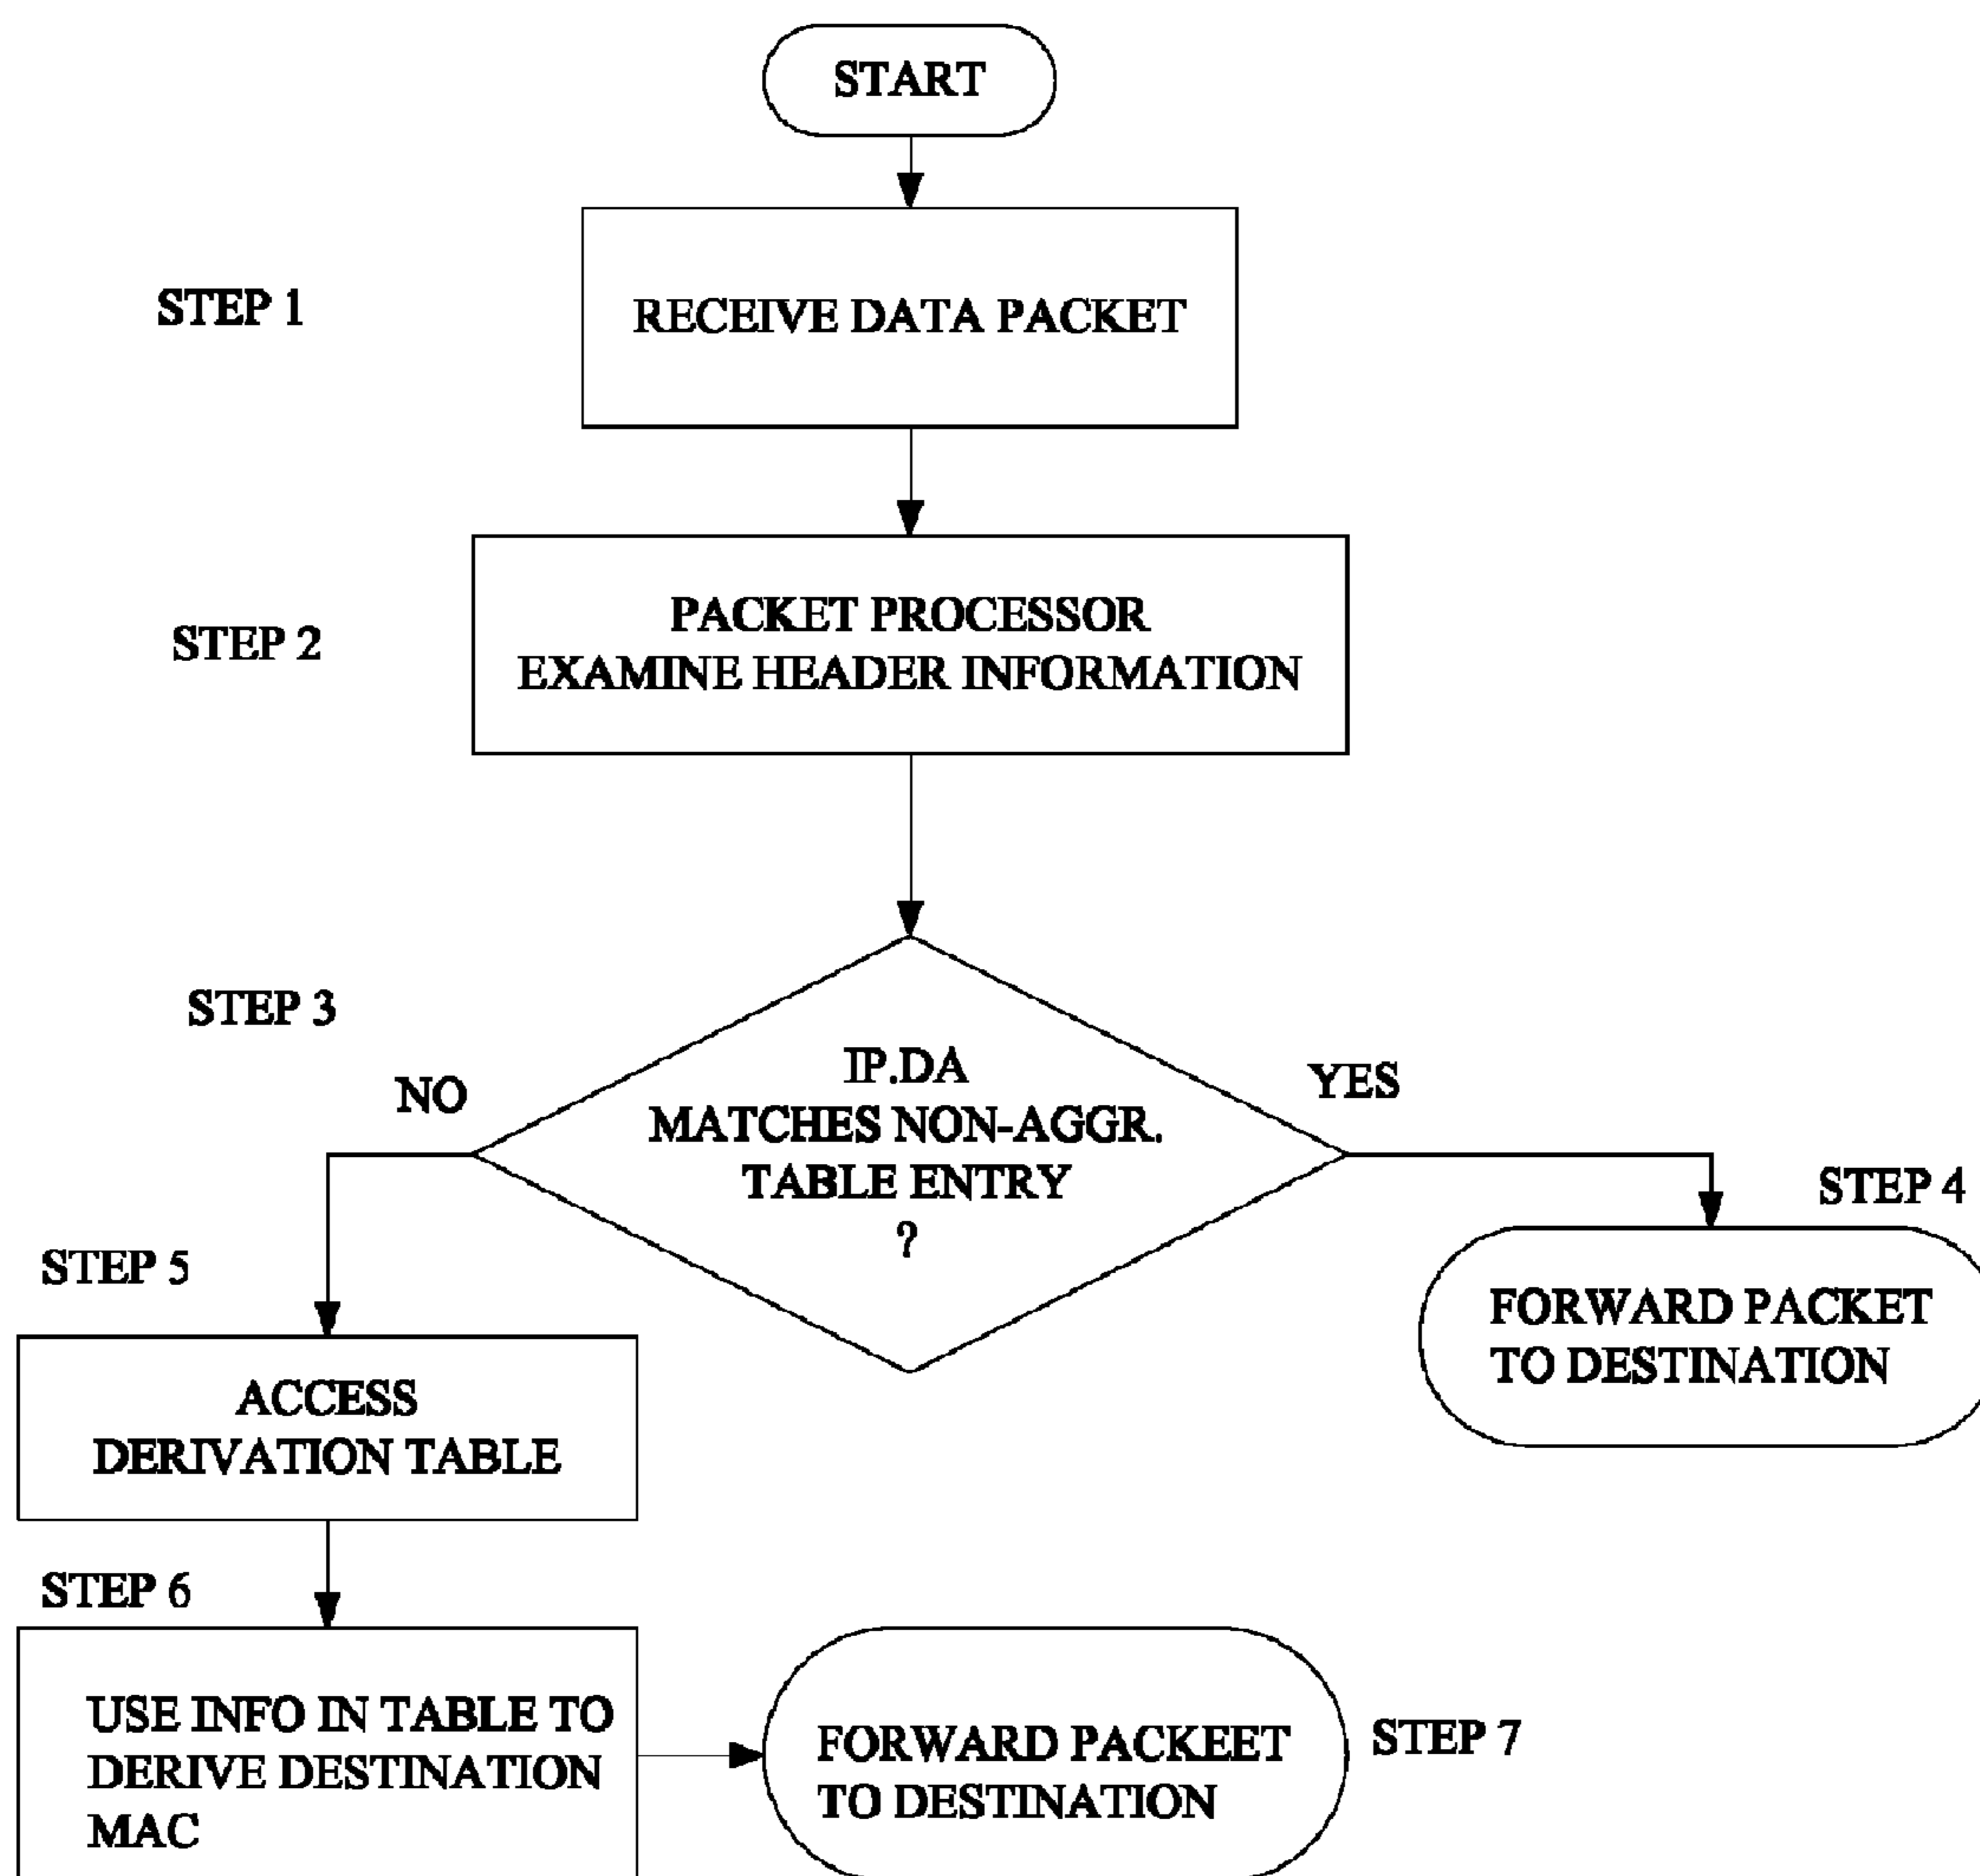 START
STEP 1
RECEIVE DATA PACKET
STEP 2
PACKET PROCESSOR
EXAMINE HEADER INFORMATION
STEP 3
NO
IP.DA
MATCHES NON-AGGR.
TABLE ENTRY
?
YES
STEP 4
FORWARD PACKET
TO DESTINATION
STEP 5
ACCESS
DERIVATION TABLE
STEP 6
USE INFO IN TABLE TO
DERIVE DESTINATION
MAC
FORWARD PACKEET
TO DESTINATION
STEP 7